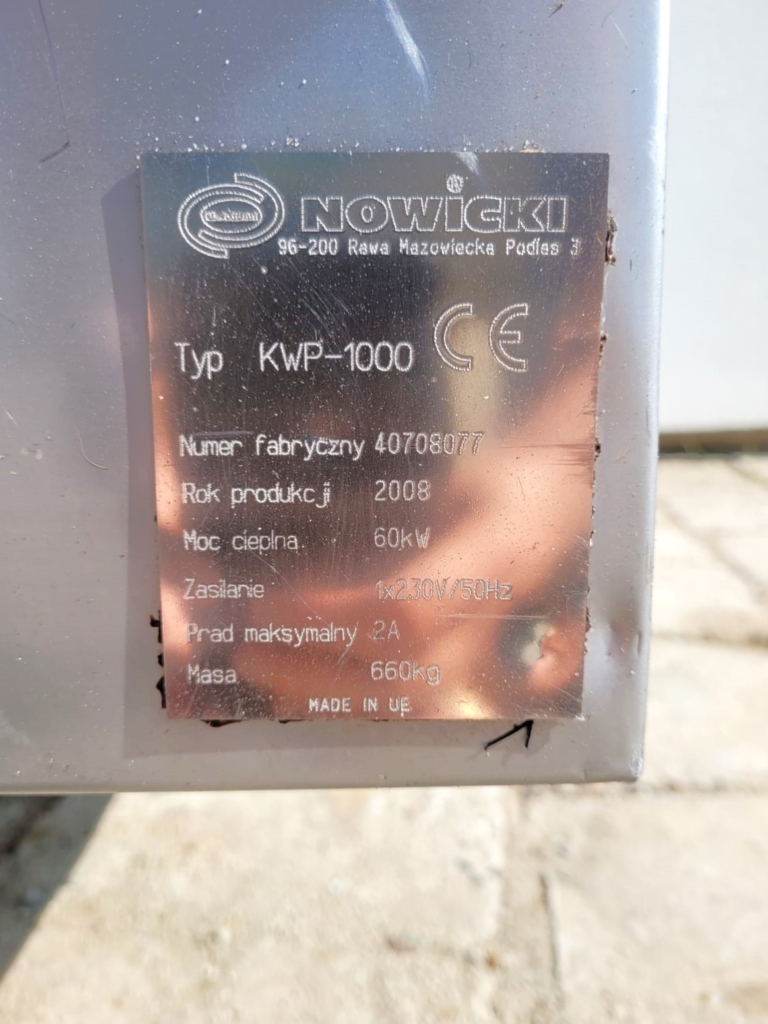 NOWICKI
96-200 Rawa Mazowiecka Podlas 3
Typ KWP-1000 CE
Numer fabryczny 40708077
Rok produkcji 2008
Moc cieplna 60kW
Zasilanie 1x230V/50Hz
Prad maksymalny 2A
Masa 660kg
MADE IN UE